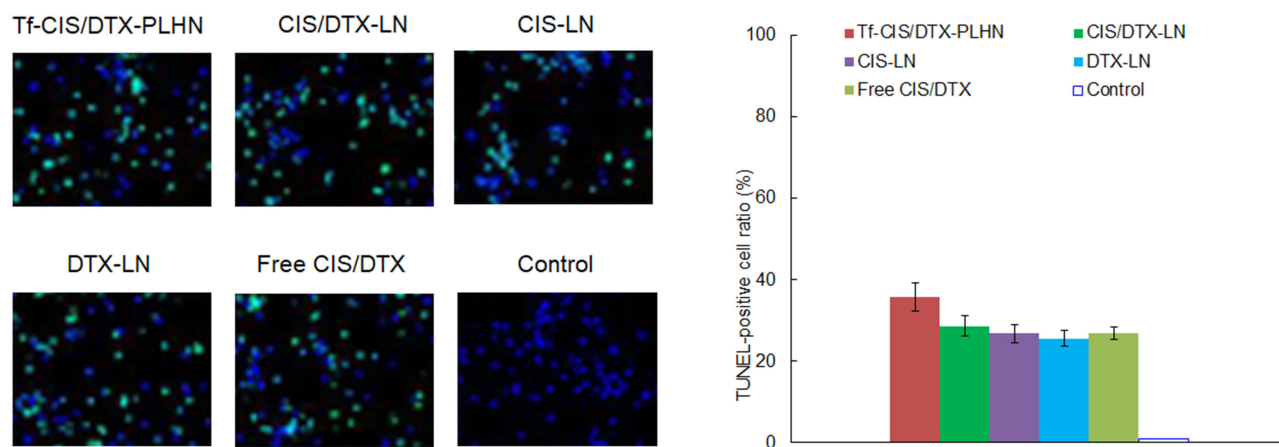 Tf-CIS/DTX-PLHN CIS/DTX-LN CIS-LN
DTX-LN Free CIS/DTX Control
TUNEL-positive cell ratio (%)
100
80
60
40
20
0
Tf-CIS/DTX-PLHN CIS/DTX-LN
CIS-LN DTX-LN
Free CIS/DTX Control